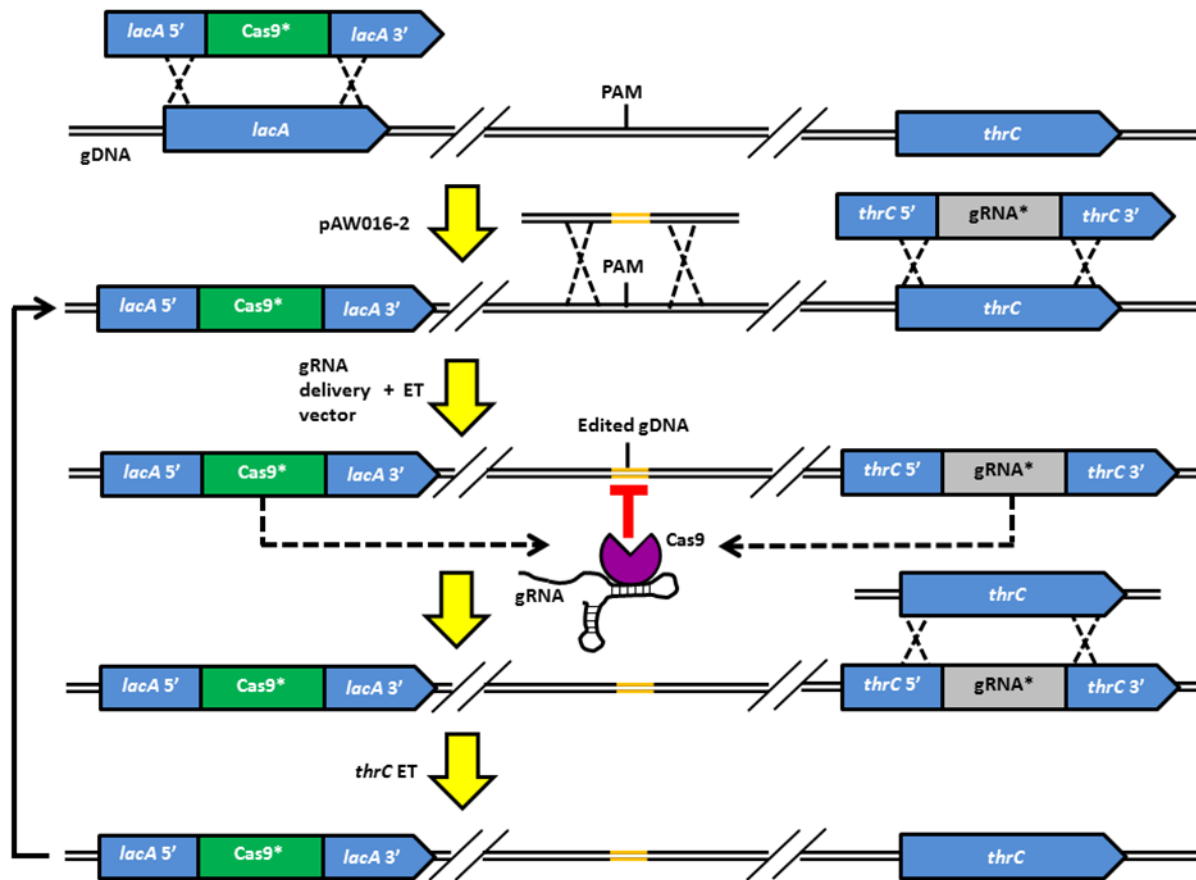 lacA 5’ Cas9* lacA 3’
PAM
lacA thrC
gDNA
pAW016-2
thrC 5’ gRNA* thrC 3’
PAM
lacA 5’ Cas9* lacA 3’ thrC
gRNA
delivery + ET
vector
Edited gDNA
lacA 5’ Cas9* lacA 3’ thrC 5’ gRNA* thrC 3’
Cas9
gRNA
thrC
lacA 5’ Cas9* lacA 3’ thrC 5’ gRNA* thrC 3’
thrC ET
lacA 5’ Cas9* lacA 3’ thrC